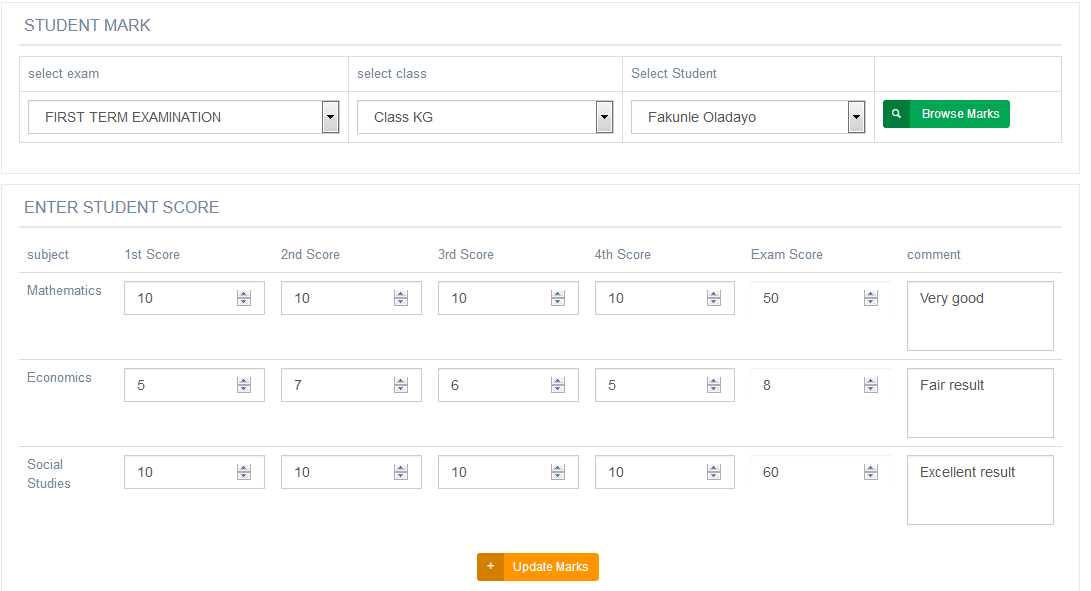 STUDENT MARK
select exam select class Select Student
FIRST TERM EXAMINATION Class KG Fakunle Oladayo Browse Marks
ENTER STUDENT SCORE
subject 1st Score 2nd Score 3rd Score 4th Score Exam Score comment
Mathematics 10 10 10 10 50 Very good
Economics 5 7 6 5 8 Fair result
Social
Studies 10 10 10 10 60 Excellent result
+ Update Marks